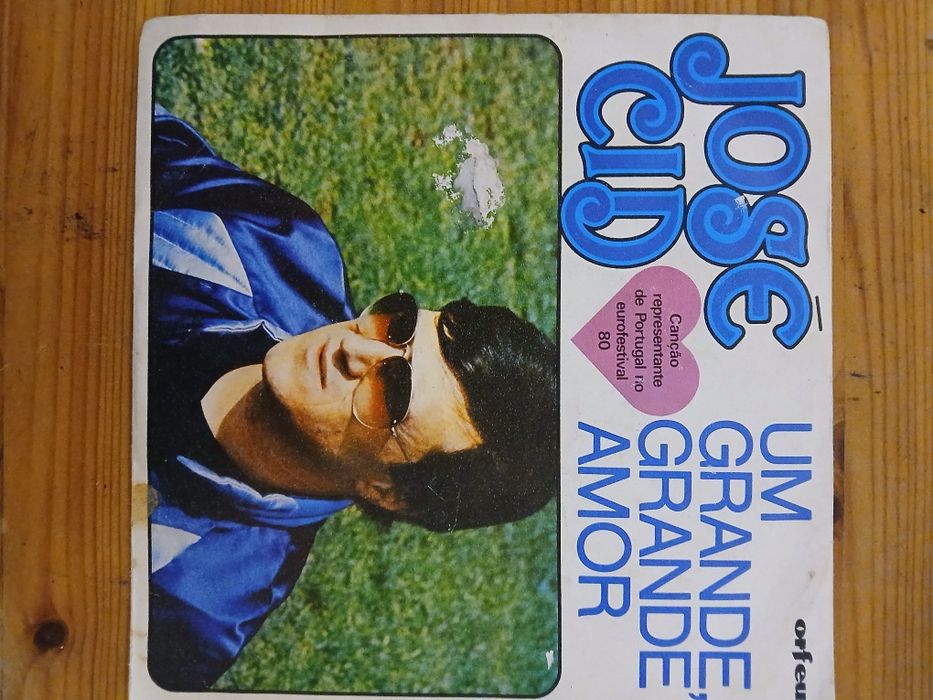 JOSÉ
CID
Canção
representante
de Portugal no
eurofestival
80
UM
GRANDE,
GRANDE
AMOR
orfeu